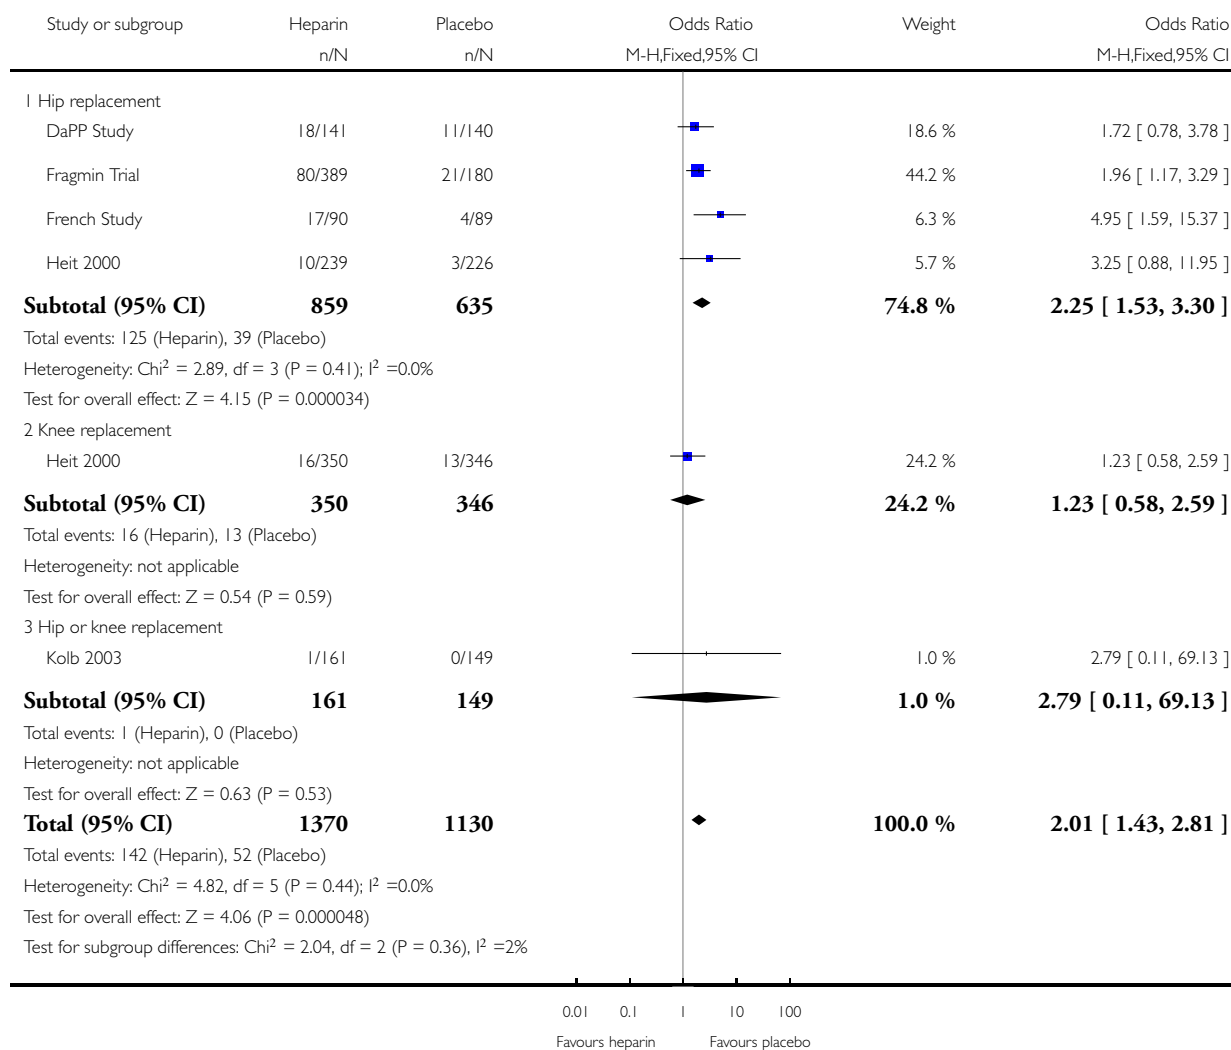 Study or subgroup Heparin Placebo Odds Ratio Weight Odds Ratio
n/N n/N M-H,Fixed,95% CI M-H,Fixed,95% CI
1 Hip replacement
DaPP Study 18/141 11/140 18.6 % 1.72 [ 0.78, 3.78 ]
Fragmin Trial 80/389 21/180 44.2 % 1.96 [ 1.17, 3.29 ]
French Study 17/90 4/89 6.3 % 4.95 [ 1.59, 15.37 ]
Heit 2000 10/239 3/226 5.7 % 3.25 [ 0.88, 11.95 ]
Subtotal (95% CI) 859 635 74.8 % 2.25 [ 1.53, 3.30 ]
Total events: 125 (Heparin), 39 (Placebo)
Heterogeneity: Chi² = 2.89, df = 3 (P = 0.41); I² =0.0%
Test for overall effect: Z = 4.15 (P = 0.000034)
2 Knee replacement
Heit 2000 16/350 13/346 24.2 % 1.23 [ 0.58, 2.59 ]
Subtotal (95% CI) 350 346 24.2 % 1.23 [ 0.58, 2.59 ]
Total events: 16 (Heparin), 13 (Placebo)
Heterogeneity: not applicable
Test for overall effect: Z = 0.54 (P = 0.59)
3 Hip or knee replacement
Kolb 2003 1/161 0/149 1.0 % 2.79 [ 0.11, 69.13 ]
Subtotal (95% CI) 161 149 1.0 % 2.79 [ 0.11, 69.13 ]
Total events: 1 (Heparin), 0 (Placebo)
Heterogeneity: not applicable
Test for overall effect: Z = 0.63 (P = 0.53)
Total (95% CI) 1370 1130 100.0 % 2.01 [ 1.43, 2.81 ]
Total events: 142 (Heparin), 52 (Placebo)
Heterogeneity: Chi² = 4.82, df = 5 (P = 0.44); I² =0.0%
Test for overall effect: Z = 4.06 (P = 0.000048)
Test for subgroup differences: Chi² = 2.04, df = 2 (P = 0.36), I² =2%
0.01 0.1 1 10 100
Favours heparin Favours placebo